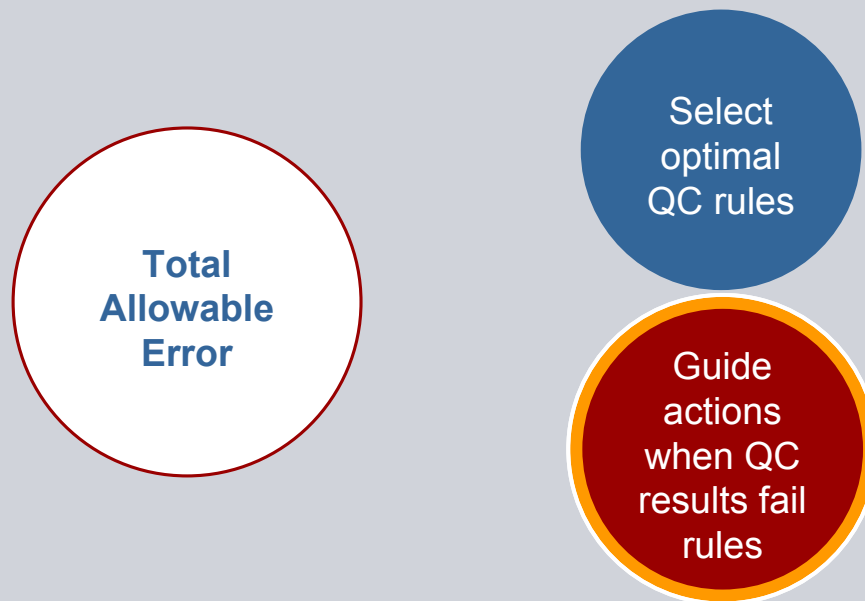 Total
Allowable
Error
Select
optimal
QC rules
Guide
actions
when QC
results fail
rules